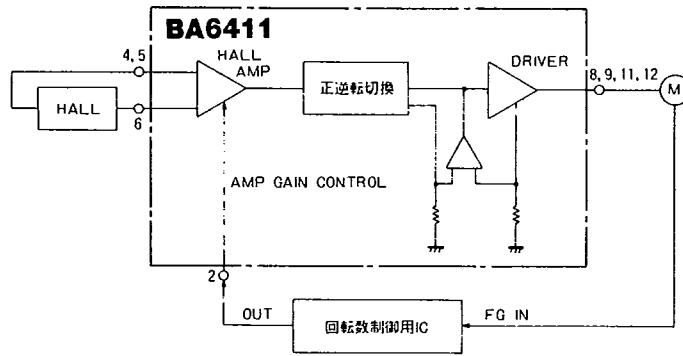 BA6411
4, 5
HALL
AMP
DRIVER
8, 9, 11, 12
正逆転切換
M
HALL
6
AMP GAIN CONTROL
2
OUT
回転数制御用IC
FG IN